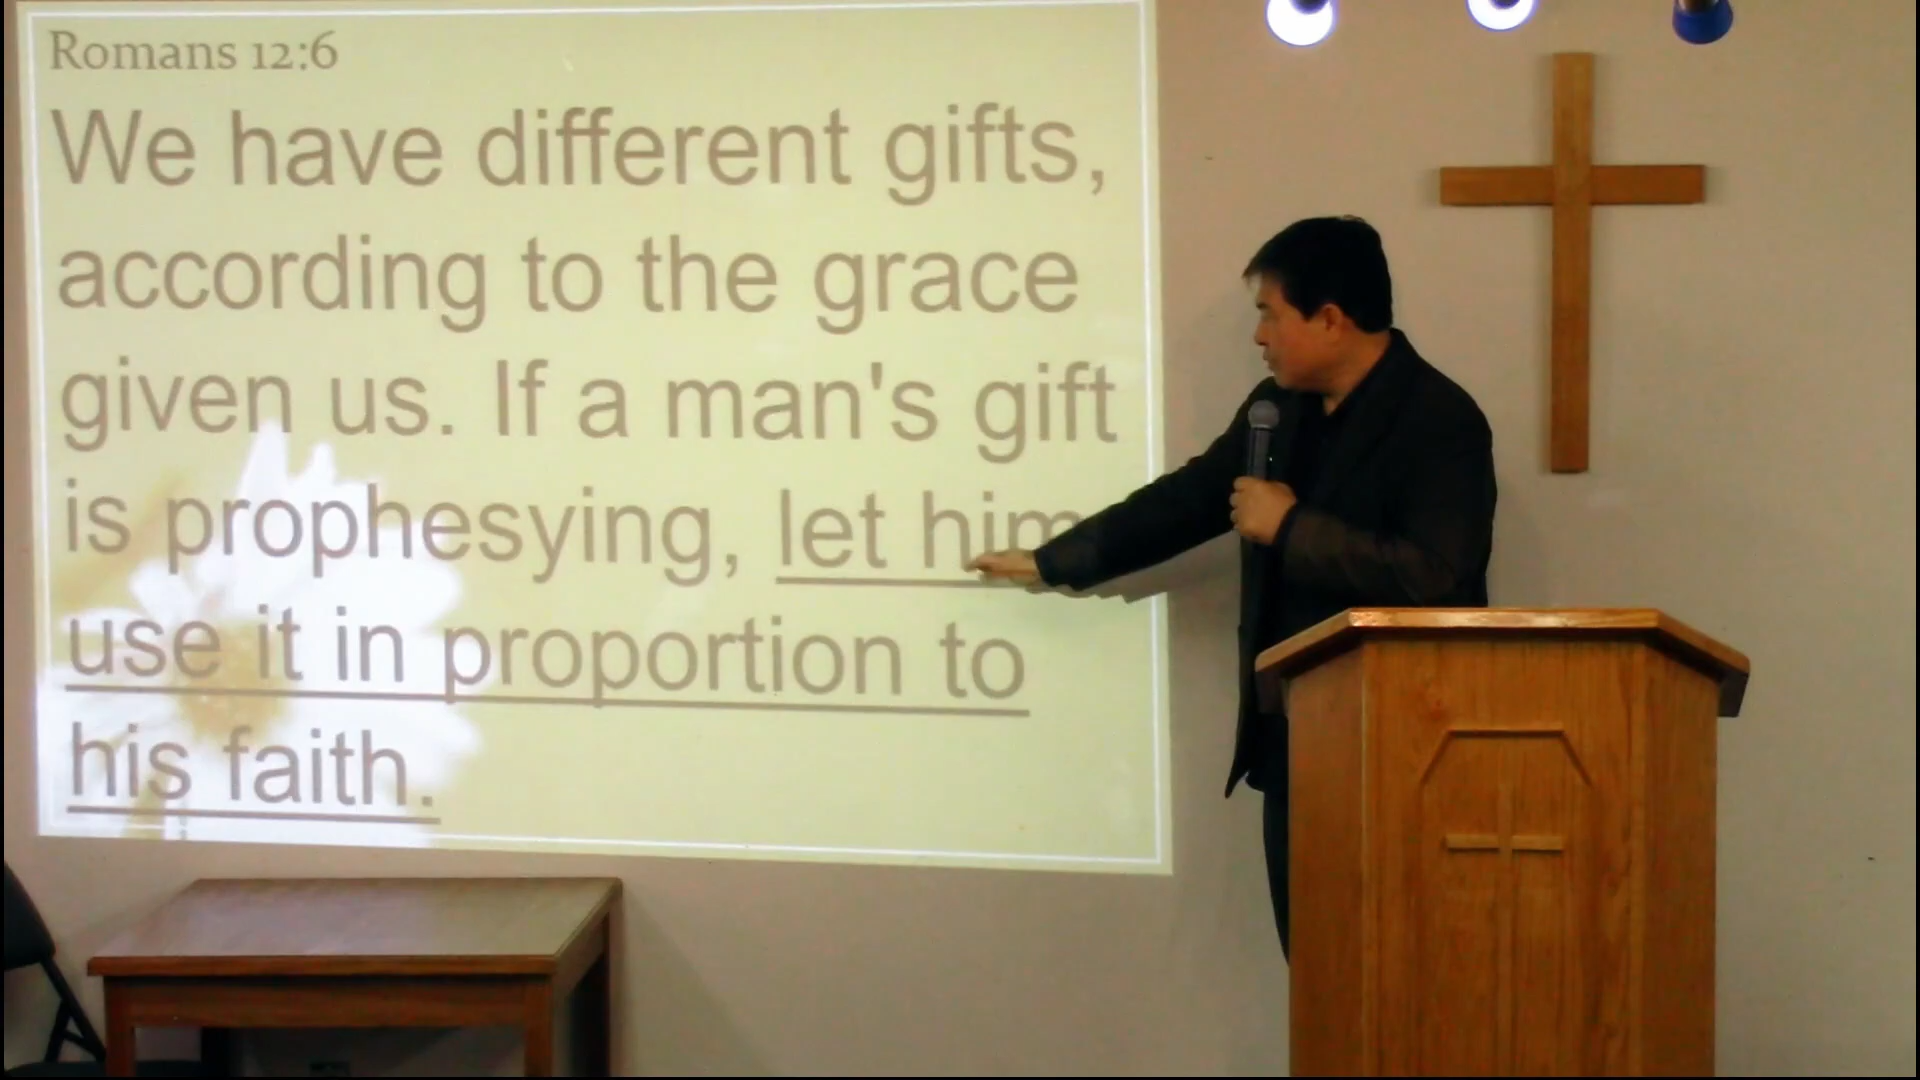 Romans 12:6
We have different gifts,
according to the grace
given us. If a man's gift
is prophesying, let him
use it in proportion to
his faith.